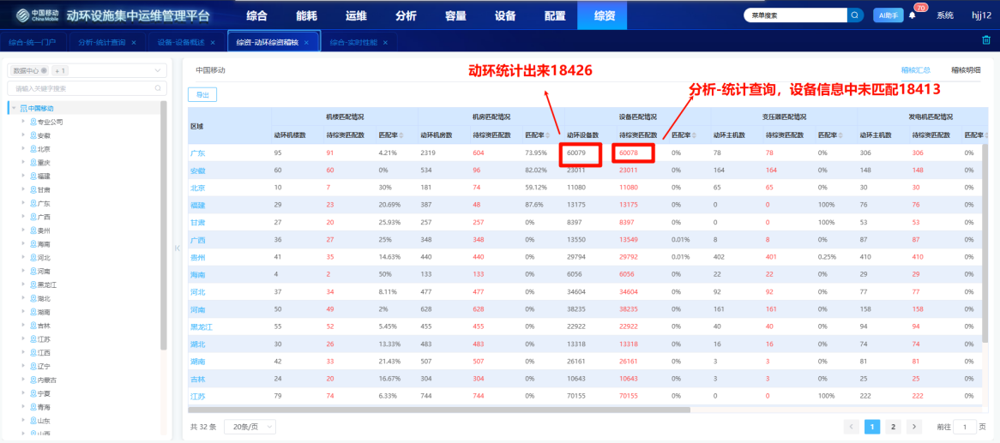 中国移动 China Mobile 动环设施集中运维管理平台 综合 能耗 运维 分析 容量 设备 配置 综资 菜单搜索 AI助手 70 系统 hjj12
综合-统一门户 分析-统计查询 × 设备-设备概述 × 综资-动环综资稽核 × 综合-实时性能 ×
数据中心 + 1
请输入关键字搜索
中国移动
专业公司
安徽
北京
重庆
福建
甘肃
广东
广西
贵州
海南
河北
河南
黑龙江
湖北
湖南
吉林
江苏
江西
辽宁
内蒙古
宁夏
青海
山东
山西
中国移动 稽核汇总 稽核明细
动环统计出来18426
分析-统计查询，设备信息中未匹配18413
导出
区域 机楼匹配情况 机房匹配情况 设备匹配情况 变压器匹配情况 发电机匹配情况
动环机楼数 待综资匹配数 匹配率 动环机房数 待综资匹配数 匹配率 动环设备数 待综资匹配数 匹配率 动环主机数 待综资匹配数 匹配率 动环主机数 待综资匹配数 匹配率
广东 95 91 4.21% 2319 604 73.95% 60079 60078 0% 78 78 0% 306 306 0%
安徽 60 60 0% 534 96 82.02% 23011 23011 0% 164 164 0% 148 148 0%
北京 10 7 30% 181 74 59.12% 11080 11080 0% 65 65 0% 30 30 0%
福建 29 23 20.69% 387 48 87.6% 13175 13175 0% 0 0 100% 76 76 0%
甘肃 27 20 25.93% 257 257 0% 8397 8397 0% 0 0 100% 53 53 0%
广西 36 27 25% 348 348 0% 13550 13549 0.01% 8 8 0% 87 87 0%
贵州 41 35 14.63% 440 440 0% 29794 29792 0.01% 402 401 0.25% 410 410 0%
海南 4 2 50% 133 133 0% 6056 6056 0% 22 22 0% 29 29 0%
河北 37 34 8.11% 477 477 0% 34604 34604 0% 92 92 0% 77 77 0%
河南 50 49 2% 628 628 0% 38235 38235 0% 161 161 0% 158 158 0%
黑龙江 55 52 5.45% 455 455 0% 22922 22922 0% 40 40 0% 94 94 0%
湖北 30 26 13.33% 483 483 0% 13318 13318 0% 16 16 0% 74 74 0%
湖南 42 33 21.43% 507 507 0% 26161 26161 0% 3 3 0% 81 81 0%
吉林 24 20 16.67% 304 304 0% 10643 10643 0% 3 3 0% 25 25 0%
江苏 79 74 6.33% 744 744 0% 70155 70155 0% 0 0 100% 222 222 0%
共 32 条 20条/页 1 2 前往 1 页